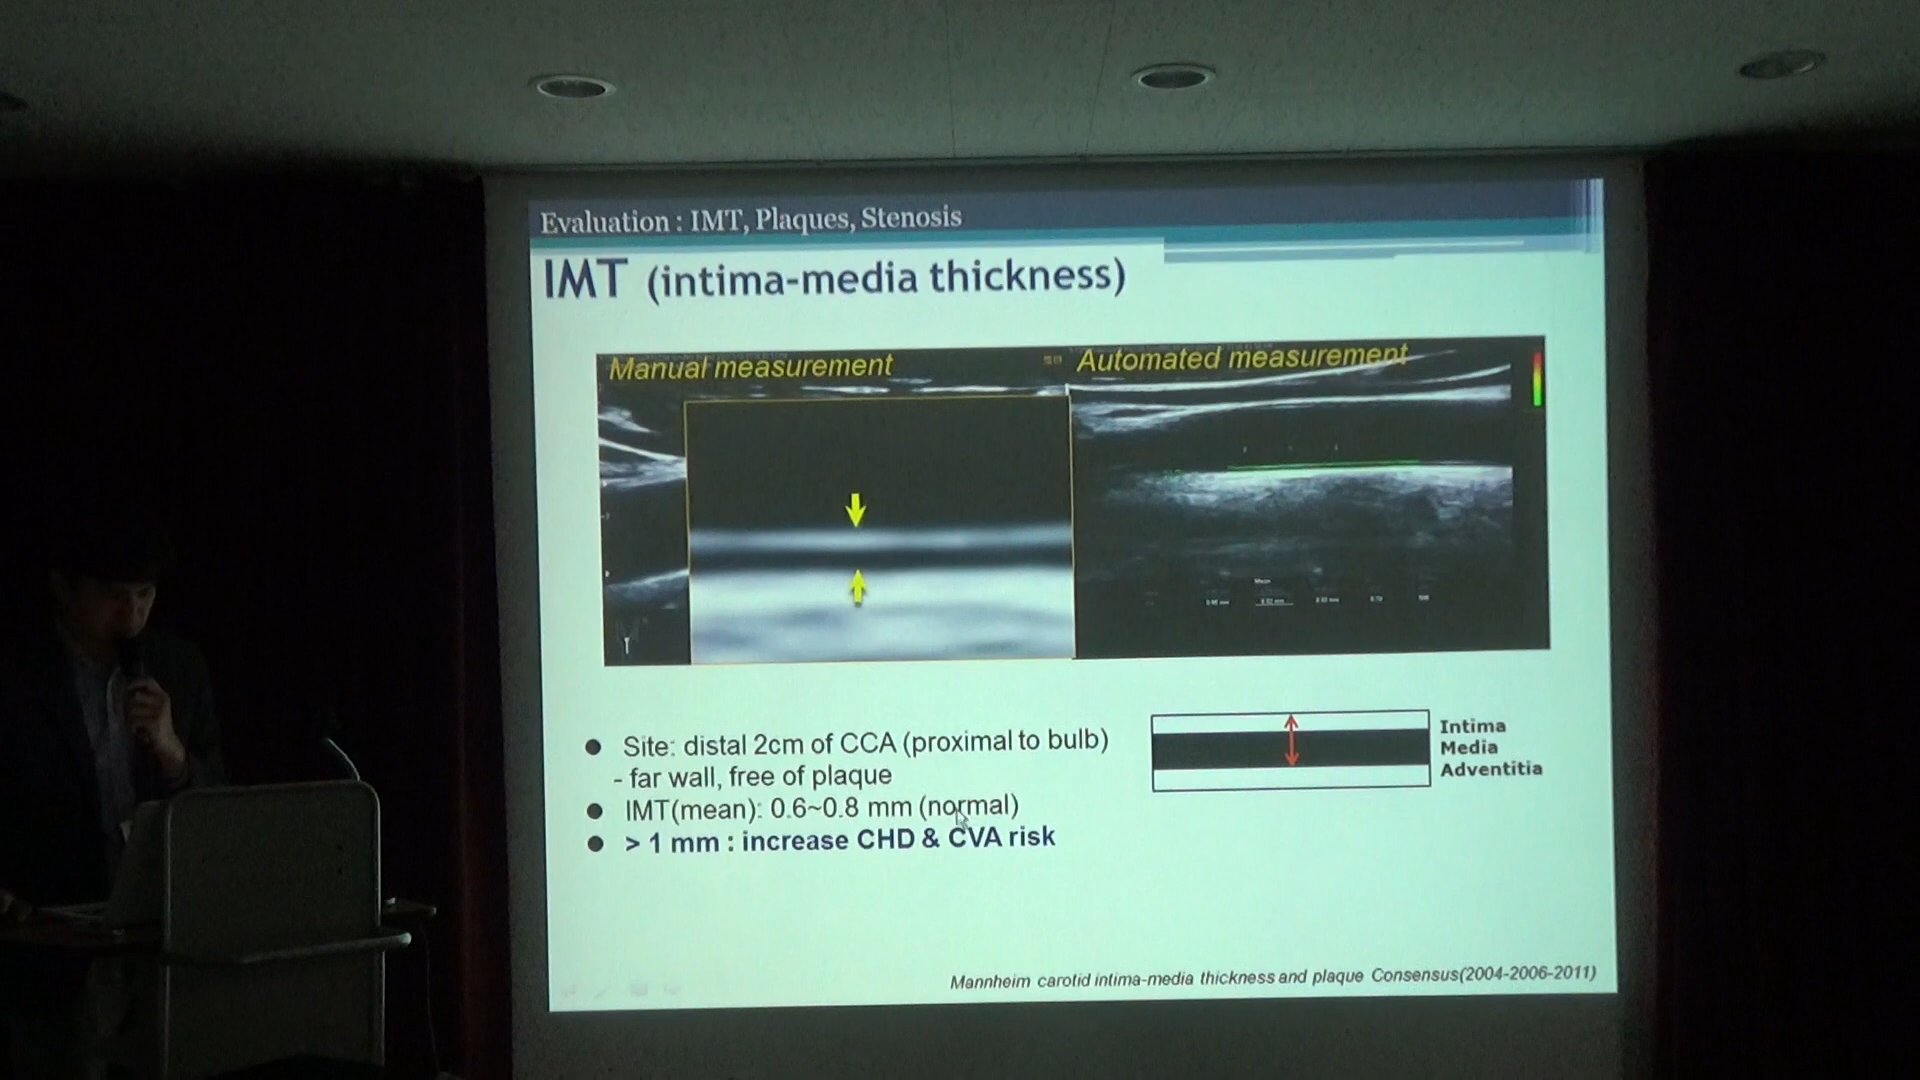 Evaluation : IMT, Plaques, Stenosis
IMT (intima-media thickness)
Manual measurement
Automated measurement
● Site: distal 2cm of CCA (proximal to bulb)
- far wall, free of plaque
● IMT(mean): 0.6~0.8 mm (normal)
● > 1 mm : increase CHD & CVA risk
Intima
Media
Adventitia
Mannheim carotid intima-media thickness and plaque Consensus(2004-2006-2011)